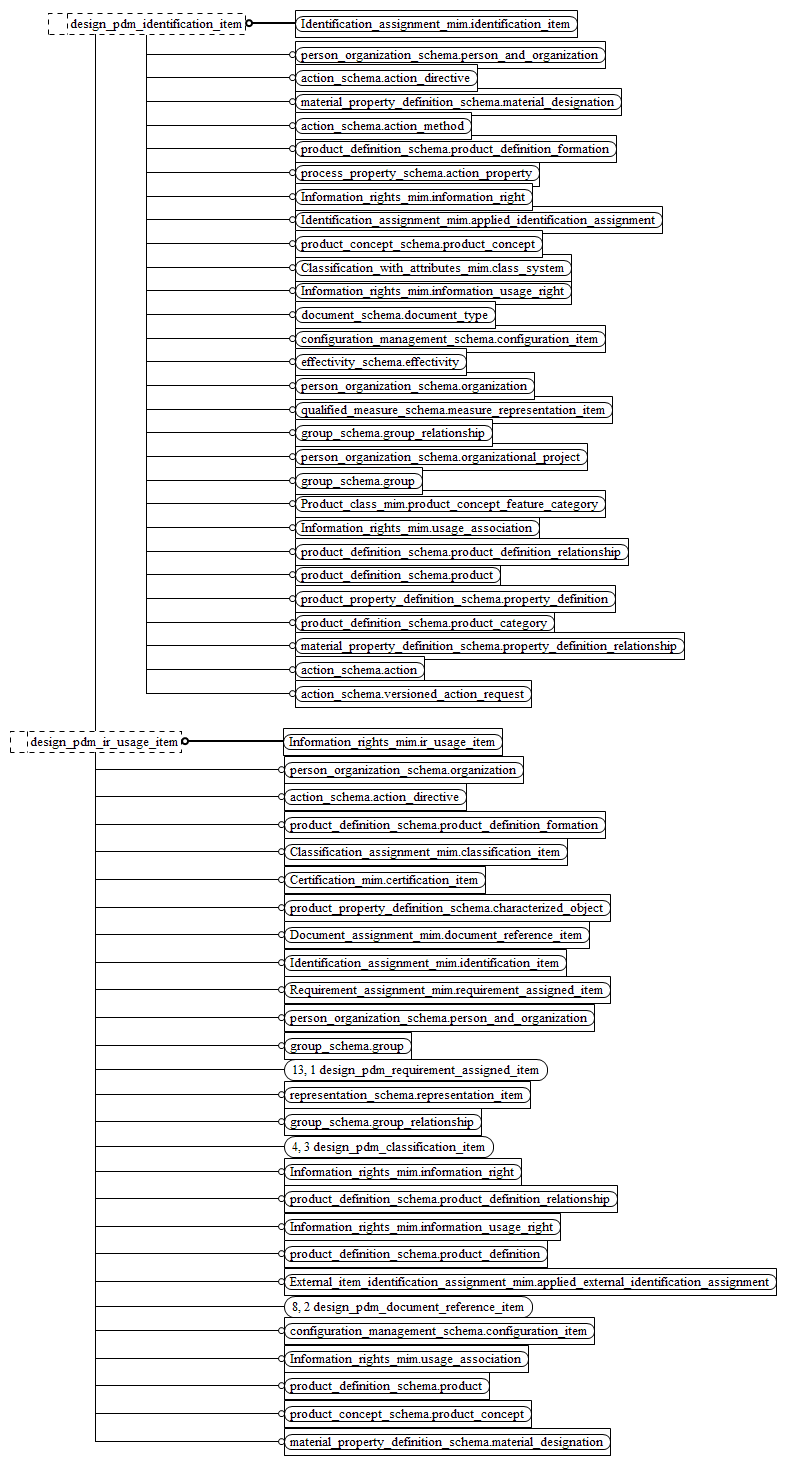 design_pdm_identification_item
Identification_assignment_mim.identification_item
person_organization_schema.person_and_organization
action_schema.action_directive
material_property_definition_schema.material_designation
action_schema.action_method
product_definition_schema.product_definition_formation
process_property_schema.action_property
Information_rights_mim.information_right
Identification_assignment_mim.applied_identification_assignment
product_concept_schema.product_concept
Classification_with_attributes_mim.class_system
Information_rights_mim.information_usage_right
document_schema.document_type
configuration_management_schema.configuration_item
effectivity_schema.effectivity
person_organization_schema.organization
qualified_measure_schema.measure_representation_item
group_schema.group_relationship
person_organization_schema.organizational_project
group_schema.group
Product_class_mim.product_concept_feature_category
Information_rights_mim.usage_association
product_definition_schema.product_definition_relationship
product_definition_schema.product
product_property_definition_schema.property_definition
product_definition_schema.product_category
material_property_definition_schema.property_definition_relationship
action_schema.action
action_schema.versioned_action_request
design_pdm_ir_usage_item
Information_rights_mim.ir_usage_item
person_organization_schema.organization
action_schema.action_directive
product_definition_schema.product_definition_formation
Classification_assignment_mim.classification_item
Certification_mim.certification_item
product_property_definition_schema.characterized_object
Document_assignment_mim.document_reference_item
Identification_assignment_mim.identification_item
Requirement_assignment_mim.requirement_assigned_item
person_organization_schema.person_and_organization
group_schema.group
13, 1 design_pdm_requirement_assigned_item
representation_schema.representation_item
group_schema.group_relationship
4, 3 design_pdm_classification_item
Information_rights_mim.information_right
product_definition_schema.product_definition_relationship
Information_rights_mim.information_usage_right
product_definition_schema.product_definition
External_item_identification_assignment_mim.applied_external_identification_assignment
8, 2 design_pdm_document_reference_item
configuration_management_schema.configuration_item
Information_rights_mim.usage_association
product_definition_schema.product
product_concept_schema.product_concept
material_property_definition_schema.material_designation